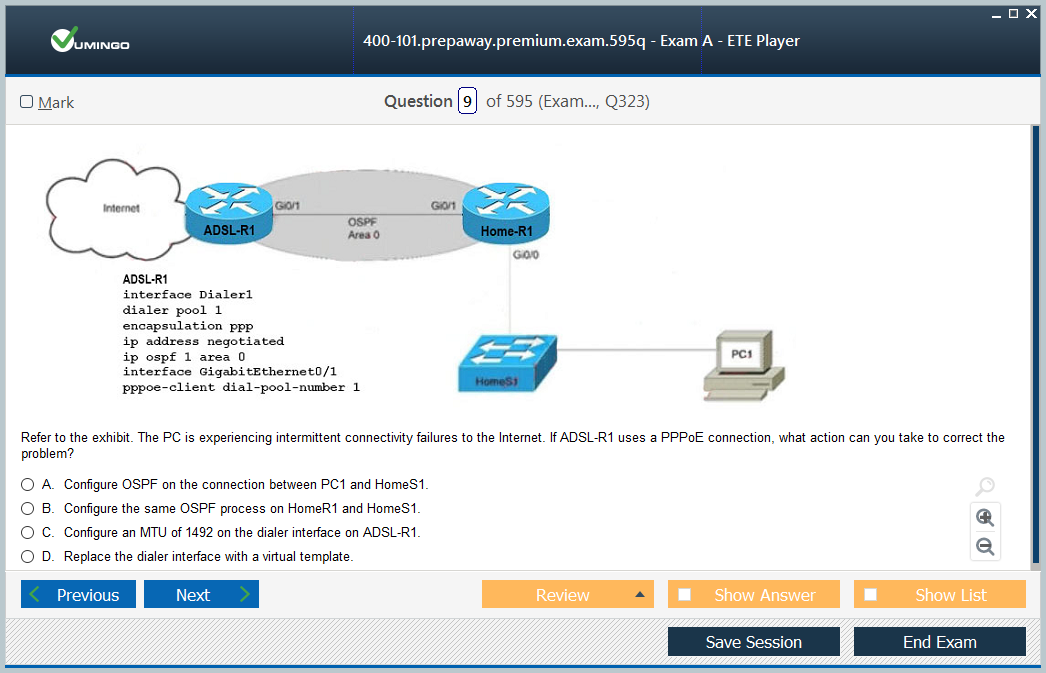 VUMINGO
400-101.prepaway.premium.exam.595q - Exam A - ETE Player
Mark
Question 9 of 595 (Exam..., Q323)
Internet
ADSL-R1
Gi0/1
OSPF
Area 0
Gi0/1
Home-R1
Gi0/0
ADSL-R1
interface Dialer1
dialer pool 1
encapsulation ppp
ip address negotiated
ip ospf 1 area 0
interface GigabitEthernet0/1
pppoe-client dial-pool-number 1
HomeS1
PC1
Refer to the exhibit. The PC is experiencing intermittent connectivity failures to the Internet. If ADSL-R1 uses a PPPoE connection, what action can you take to correct the
problem?
A. Configure OSPF on the connection between PC1 and HomeS1.
B. Configure the same OSPF process on HomeR1 and HomeS1.
C. Configure an MTU of 1492 on the dialer interface on ADSL-R1.
D. Replace the dialer interface with a virtual template.
Previous
Next
Review
Show Answer
Show List
Save Session
End Exam